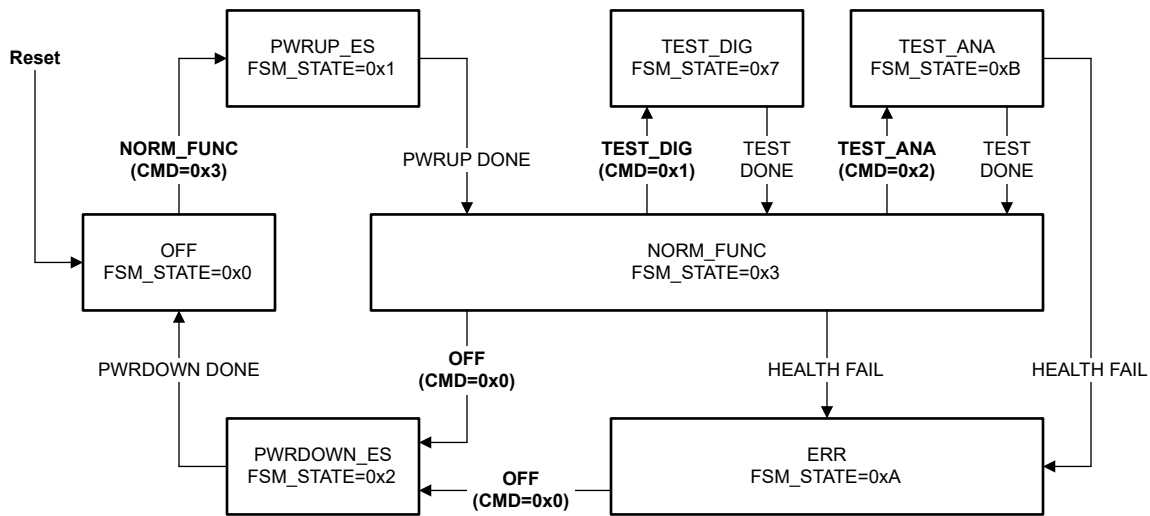 PWRUP_ES
FSM_STATE=0x1
TEST_DIG
FSM_STATE=0x7
TEST_ANA
FSM_STATE=0xB
Reset
NORM_FUNC
(CMD=0x3)
PWRUP DONE
TEST_DIG
(CMD=0x1)
TEST
DONE
TEST_ANA
(CMD=0x2)
TEST
DONE
OFF
FSM_STATE=0x0
NORM_FUNC
FSM_STATE=0x3
PWRDOWN DONE
OFF
(CMD=0x0)
HEALTH FAIL
HEALTH FAIL
PWRDOWN_ES
FSM_STATE=0x2
OFF
(CMD=0x0)
ERR
FSM_STATE=0xA